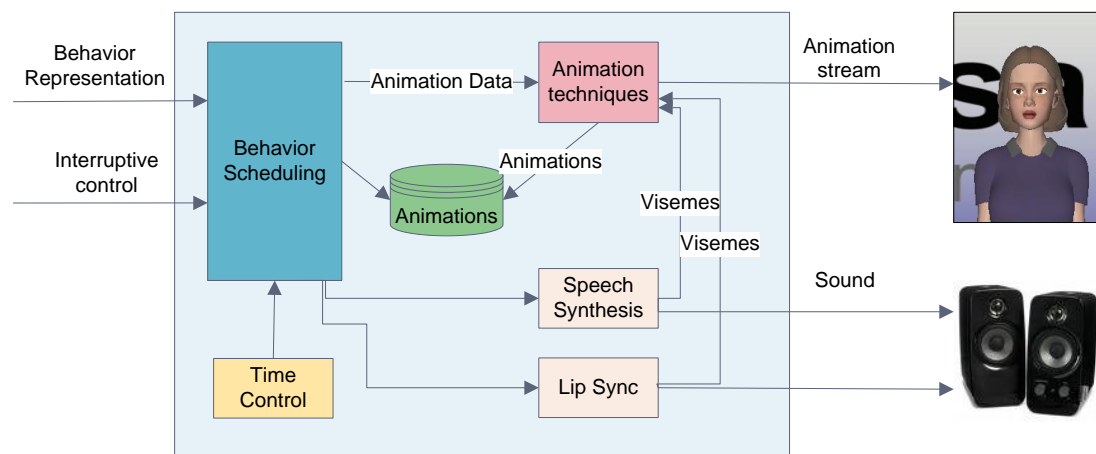 Behavior
Representation
Interruptive
control
Behavior
Scheduling
Time
Control
Animation Data
Animation
techniques
Animations
Animations
Visemes
Visemes
Speech
Synthesis
Lip Sync
Animation
stream
Sound
sa